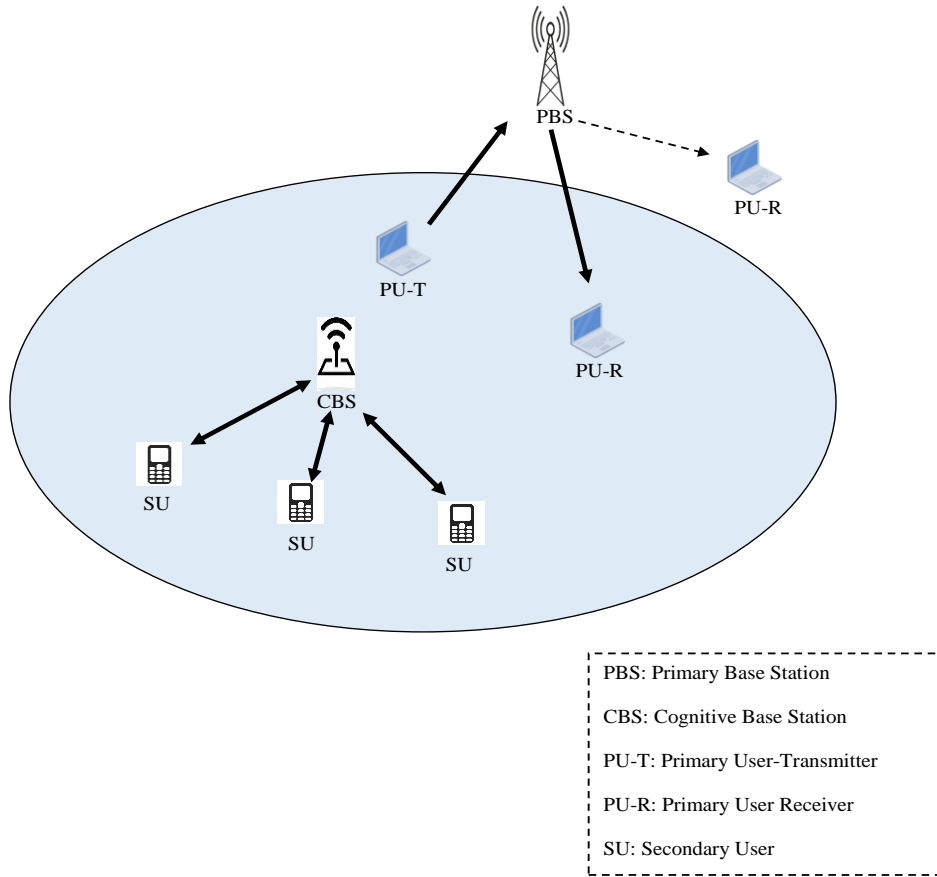 PBS
PU-R
PU-T
PU-R
CBS
SU
SU
SU
PBS: Primary Base Station
CBS: Cognitive Base Station
PU-T: Primary User-Transmitter
PU-R: Primary User Receiver
SU: Secondary User